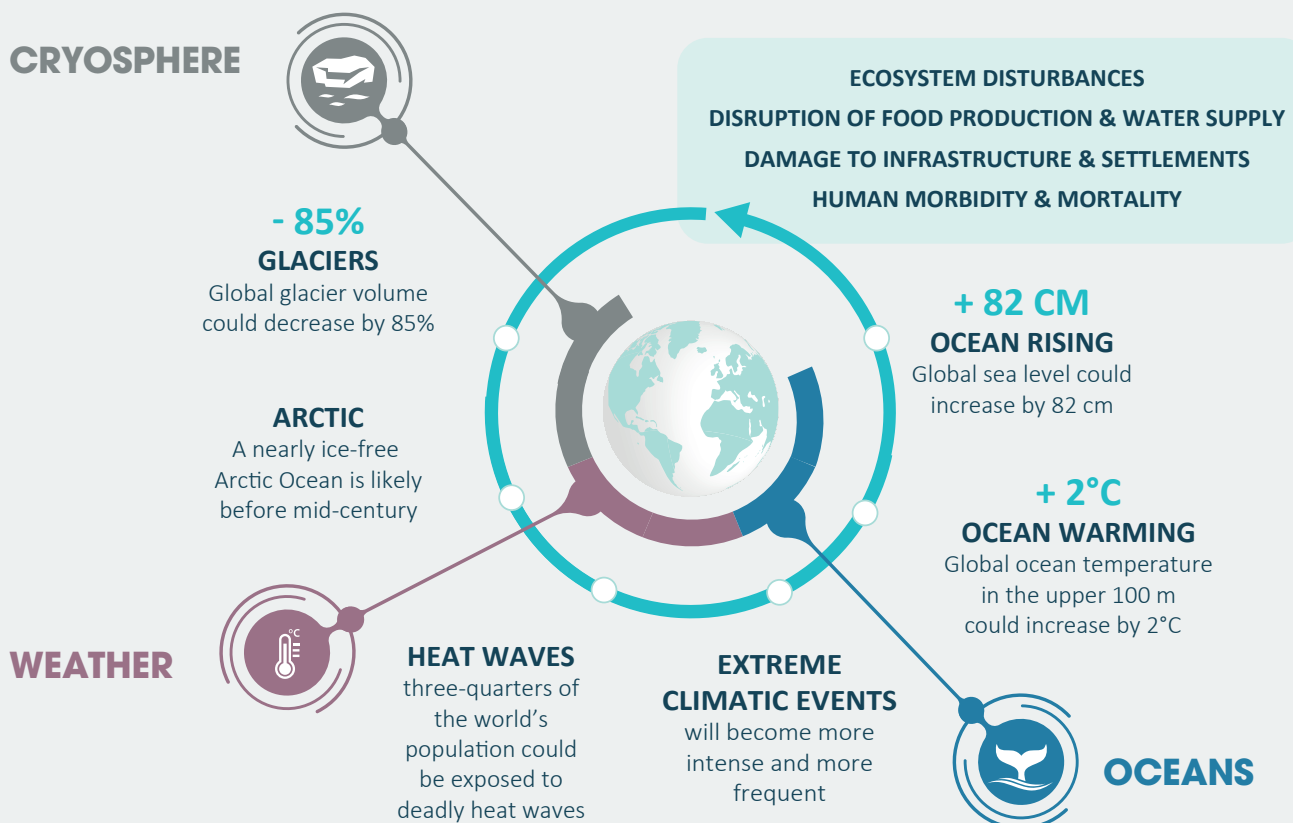 CRYOSPHERE
ECOSYSTEM DISTURBANCES
DISRUPTION OF FOOD PRODUCTION & WATER SUPPLY
DAMAGE TO INFRASTRUCTURE & SETTLEMENTS
HUMAN MORBIDITY & MORTALITY
- 85%
GLACIERS
Global glacier volume
could decrease by 85%
ARCTIC
A nearly ice-free
Arctic Ocean is likely
before mid-century
+ 82 CM
OCEAN RISING
Global sea level could
increase by 82 cm
+ 2°C
OCEAN WARMING
Global ocean temperature
in the upper 100 m
could increase by 2°C
WEATHER
°C
HEAT WAVES
three-quarters of
the world's
population could
be exposed to
deadly heat waves
EXTREME
CLIMATIC EVENTS
will become more
intense and more
frequent
OCEANS